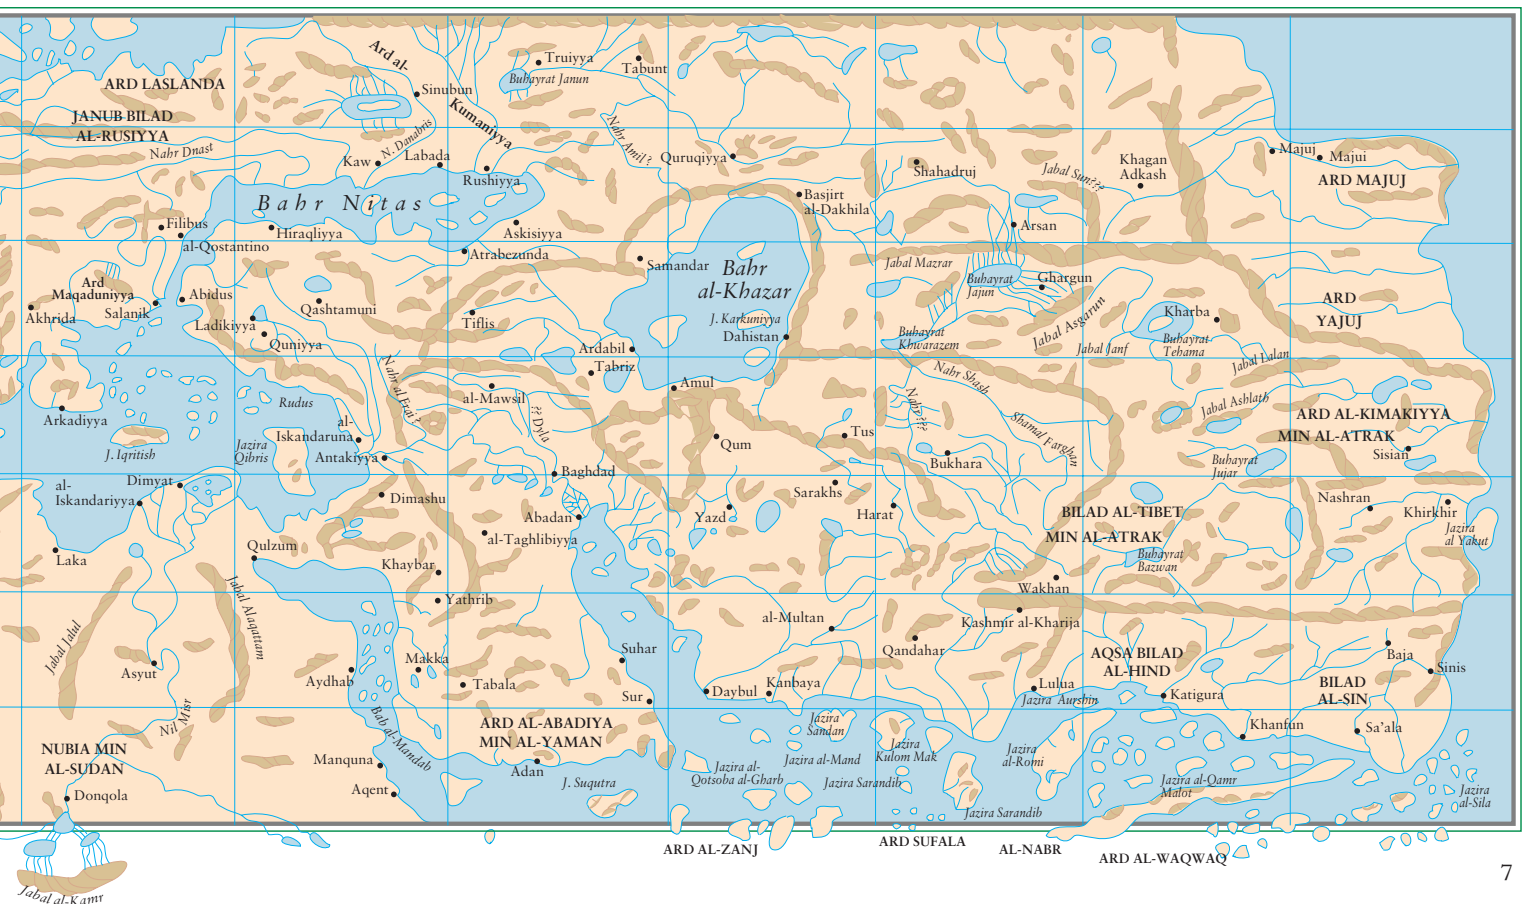 Ard al-
Kumaniyya
Truiyya
Tabunt
Buhayrat Janun
Sinubun
ARD LASLANDA
JANUB BILAD
AL-RUSIYYA
Nahr Dnast
N. Danabris
Kaw
Labada
Rushiyya
Nahr Amil?
Quruqiyya
Shahadruj
Jabal Sun???
Khagan
Adkash
Majuj
Majui
ARD MAJUJ
Bahr Nitas
Basjirt
al-Dakhila
Filibus
al-Qostantino
Hiraqliyya
Askisiyya
Atrabezunda
Arsan
Samandar
Bahr
al-Khazar
J. Karkuniyya
Dahistan
Jabal Mazrar
Buhayrat
Jajun
Ghargun
Ard
Maqaduniyya
Akhrida
Salanik
Abidus
Ladikiyya
Quniyya
Qashtamuni
Tiflis
Buhayrat
Khwarazem
Jabal Asgarun
Jabal Janf
Kharba
Buhayrat
Tehama
Jabal Lalan
ARD
YAJUJ
Ardabil
Tabriz
Amul
Nahr al Frat?
al-Mawsil
??Dyla
Nahr Shash
Nahr???
Shamal Farghan
Jabal Ashlath
ARD AL-KIMAKIYYA
MIN AL-ATRAK
Sisian
Arkadiyya
Rudus
J. Iqritish
Jazira
Qibris
al-
Iskandaruna
Antakiyya
Qum
Tus
Bukhara
Buhayrat
Jujar
Dimyat
al-
Iskandariyya
Dimashu
Baghdad
Abadan
Yazd
Sarakhs
Harat
BILAD AL-TIBET
MIN AL-ATRAK
Nashran
Khirkhir
Jazira
al Yakut
Laka
Qulzum
al-Taghlibiyya
Khaybar
Yathrib
Buhayrat
Bazwan
Wakhan
Jabal Jalul
Jabal Alaqattam
al-Multan
Kashmir al-Kharija
Qandahar
Asyut
Aydhab
Makka
Tabala
Suhar
Sur
Daybul
Kanbaya
Lulua
Jazira Aurshin
AQSA BILAD
AL-HIND
Katigura
BILAD
AL-SIN
Baja
Sinis
Nil Misr
Bab al-Mandab
ARD AL-ABADIYA
MIN AL-YAMAN
Jazira
Sandan
Jazira
Kulom Mak
Jazira
al-Romi
Khanfun
Sa'ala
NUBIA MIN
AL-SUDAN
Donqola
Manquna
Aqent
Adan
J. Suqutra
Jazira al-
Qotsoba al-Gharb
Jazira al-Mand
Jazira Sarandib
Jazira Sarandib
Jazira al-Qamr
Malot
Jazira
al-Sila
ARD AL-ZANJ
ARD SUFALA
AL-NABR
ARD AL-WAQWAQ
Jabal al-Kamr
7